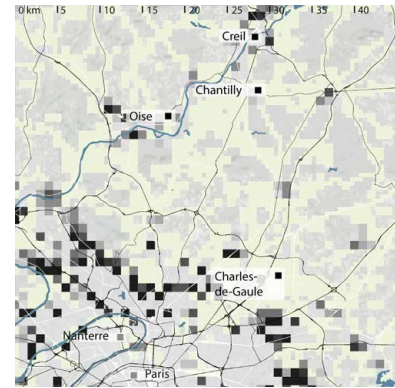 0 km 5 10 15 20 25 30 35 40
Creil
Chantilly
Oise
Charles-
de-Gaule
Nanterre
Paris